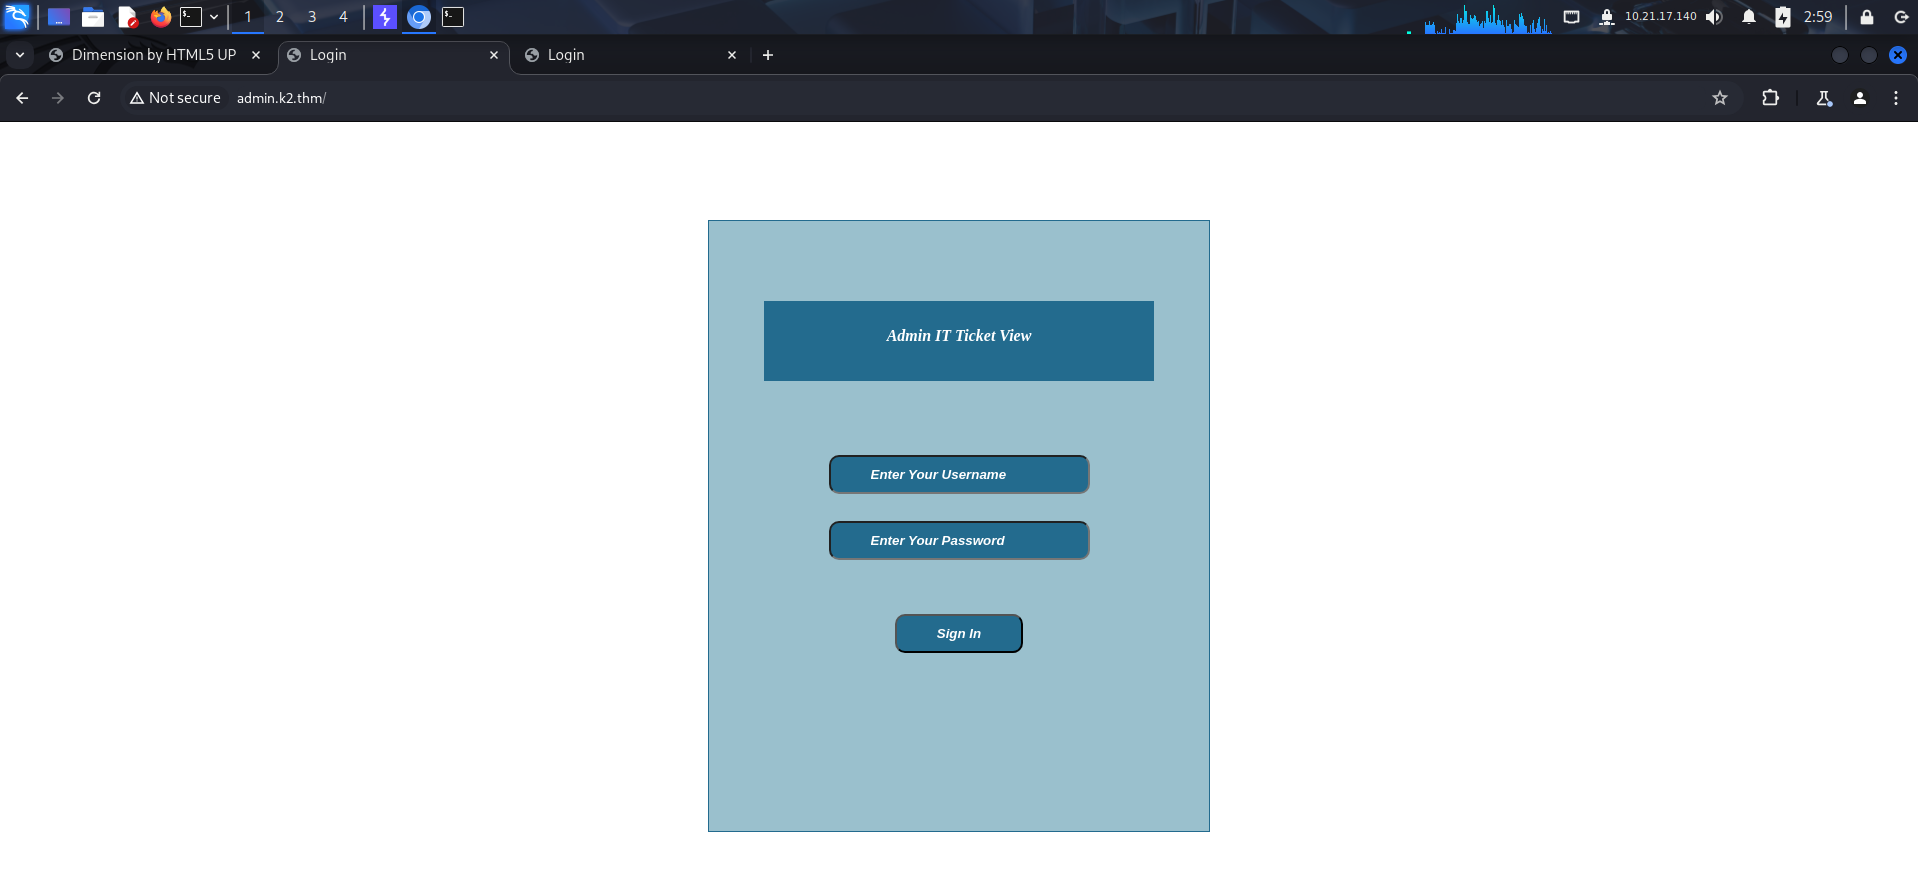 1 2 3 4 10.21.17.140 2:59
Dimension by HTML5 UP Login Login
Not secure admin.k2.thm/
Admin IT Ticket View
Enter Your Username
Enter Your Password
Sign In